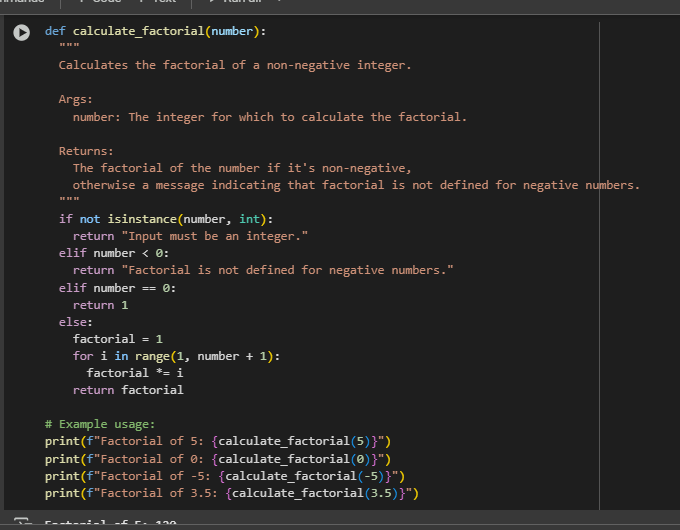 def calculate_factorial(number):
  """
  Calculates the factorial of a non-negative integer.

  Args:
    number: The integer for which to calculate the factorial.

  Returns:
    The factorial of the number if it's non-negative,
    otherwise a message indicating that factorial is not defined for negative numbers.
  """
  if not isinstance(number, int):
    return "Input must be an integer."
  elif number < 0:
    return "Factorial is not defined for negative numbers."
  elif number == 0:
    return 1
  else:
    factorial = 1
    for i in range(1, number + 1):
      factorial *= i
    return factorial

# Example usage:
print(f"Factorial of 5: {calculate_factorial(5)}")
print(f"Factorial of 0: {calculate_factorial(0)}")
print(f"Factorial of -5: {calculate_factorial(-5)}")
print(f"Factorial of 3.5: {calculate_factorial(3.5)}")
Factorial of 5: 120